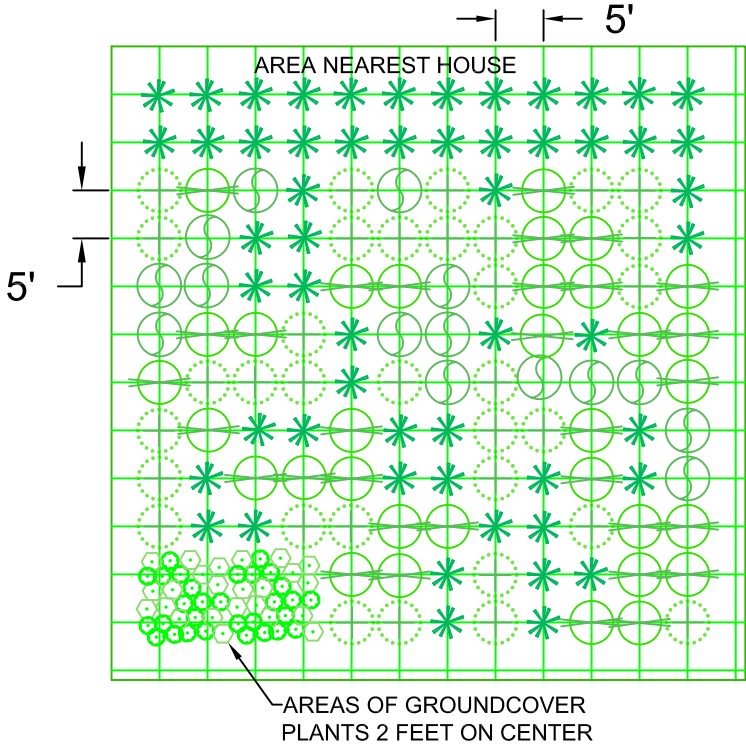 5'
AREA NEAREST HOUSE
5'
AREAS OF GROUNDCOVER
PLANTS 2 FEET ON CENTER